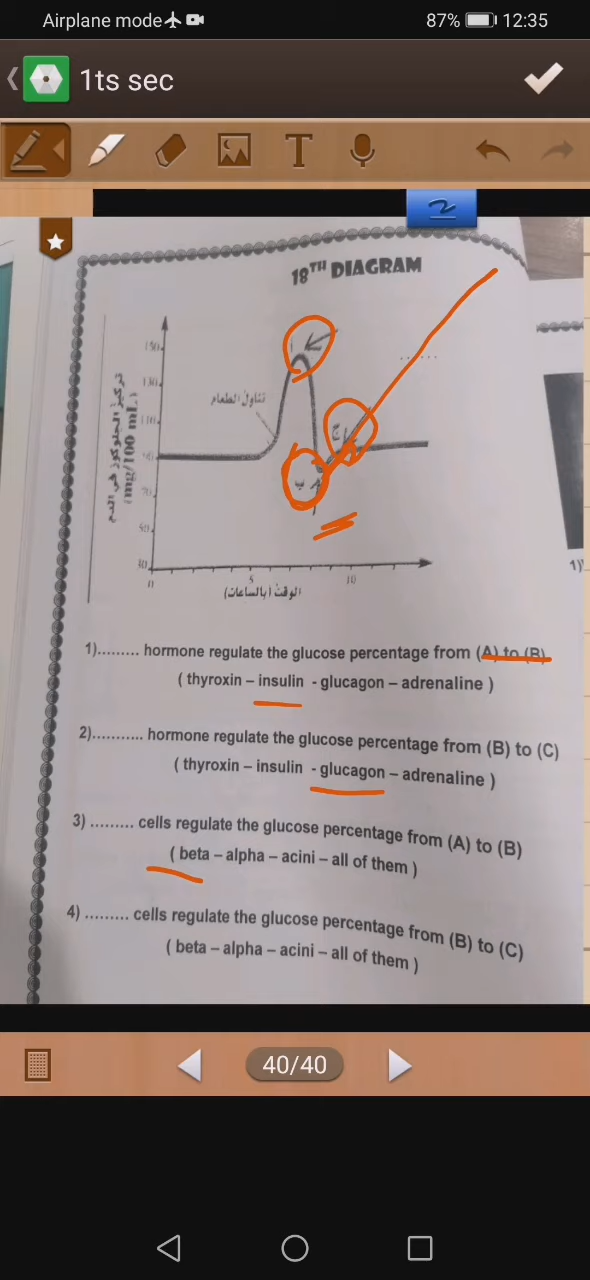 Airplane mode 87% 12:35
1ts sec
T
2
18TH DIAGRAM
150
130
110
90
70
50
30
تركيز الجلوكوز في الدم
(mg/100 mL)
تناول الطعام
أ
ج
ب
0 5 10
الوقت (بالساعات)
1)......... hormone regulate the glucose percentage from (A) to (B)
( thyroxin – insulin - glucagon – adrenaline )
2)........... hormone regulate the glucose percentage from (B) to (C)
( thyroxin – insulin - glucagon – adrenaline )
3) ......... cells regulate the glucose percentage from (A) to (B)
( beta – alpha – acini – all of them )
4) ......... cells regulate the glucose percentage from (B) to (C)
( beta – alpha – acini – all of them )
1)
40/40